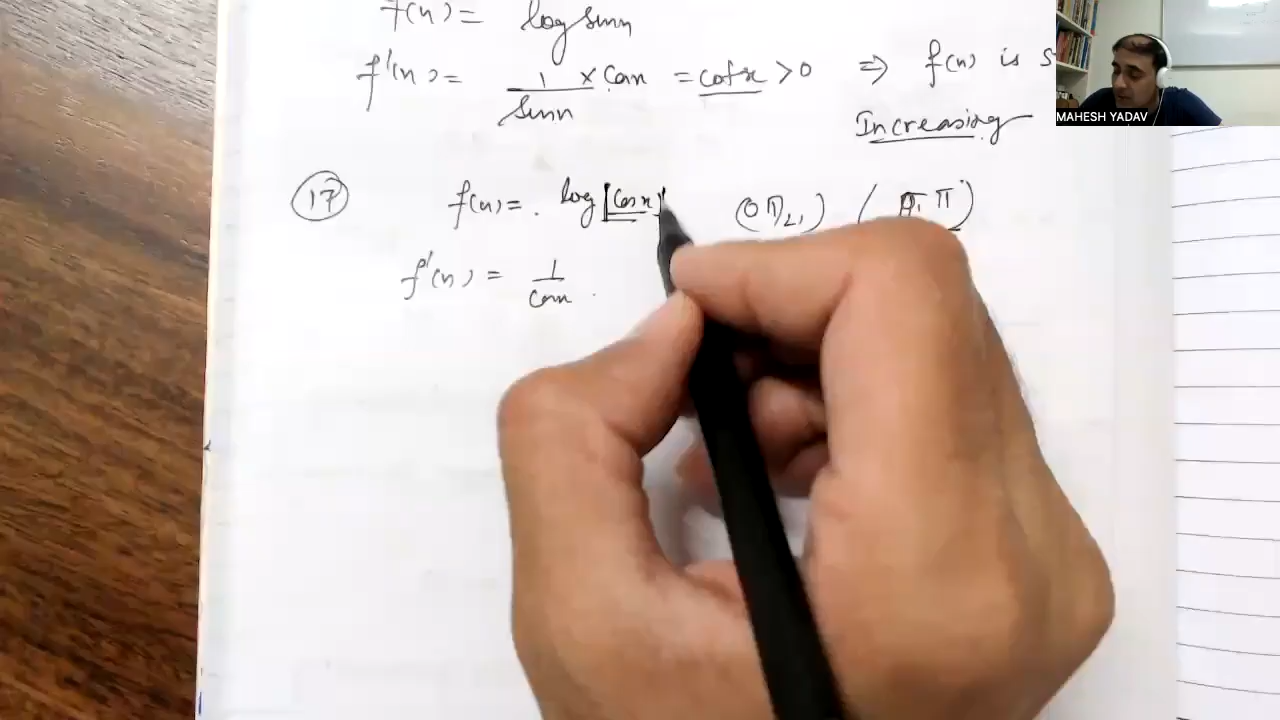 f(x) = log sinx
f'(x) = 1/sinx × cosx = cotx > 0 ⇒ f(x) is
Increasing
MAHESH YADAV
17 f(x) = log |cosx| (0 π/2) ( π/2, π)
f'(x) = 1/cosx .